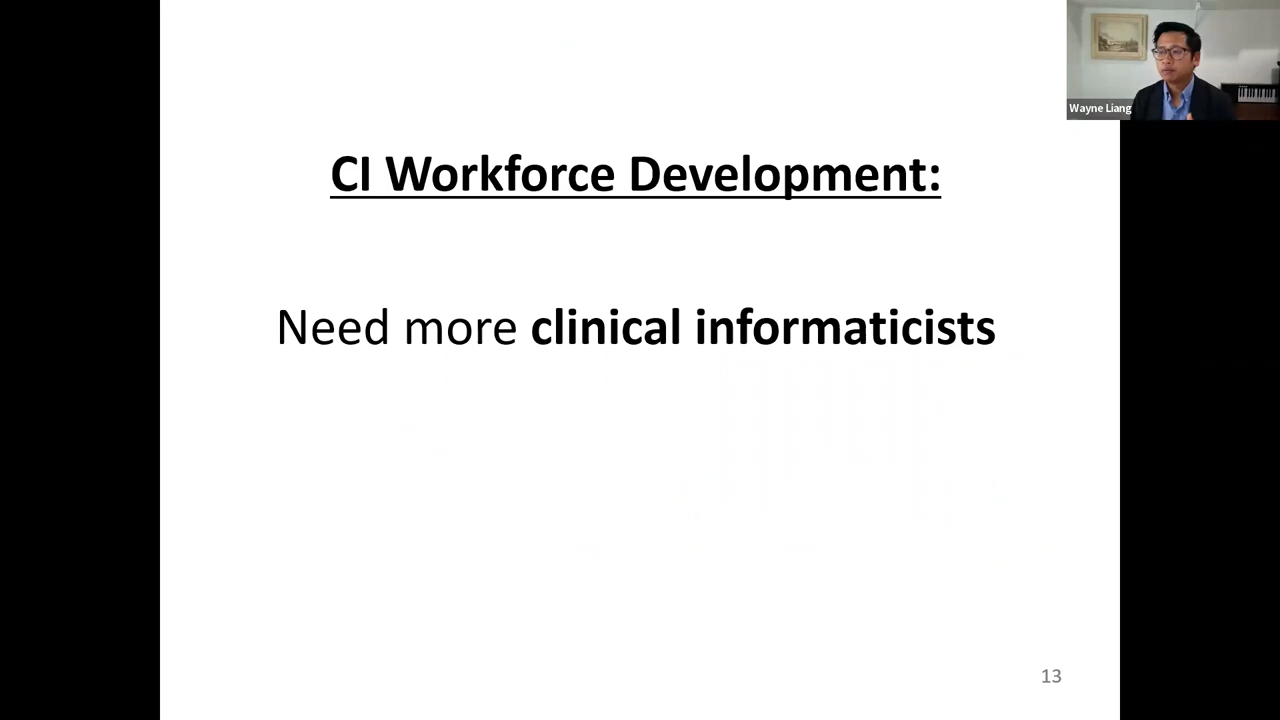 Wayne Liang
CI Workforce Development:
Need more clinical informaticists
13